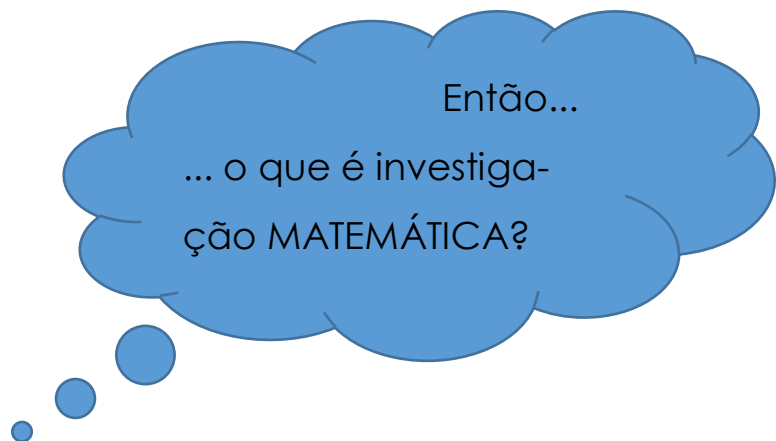 Então...
... o que é investiga-
ção MATEMÁTICA?